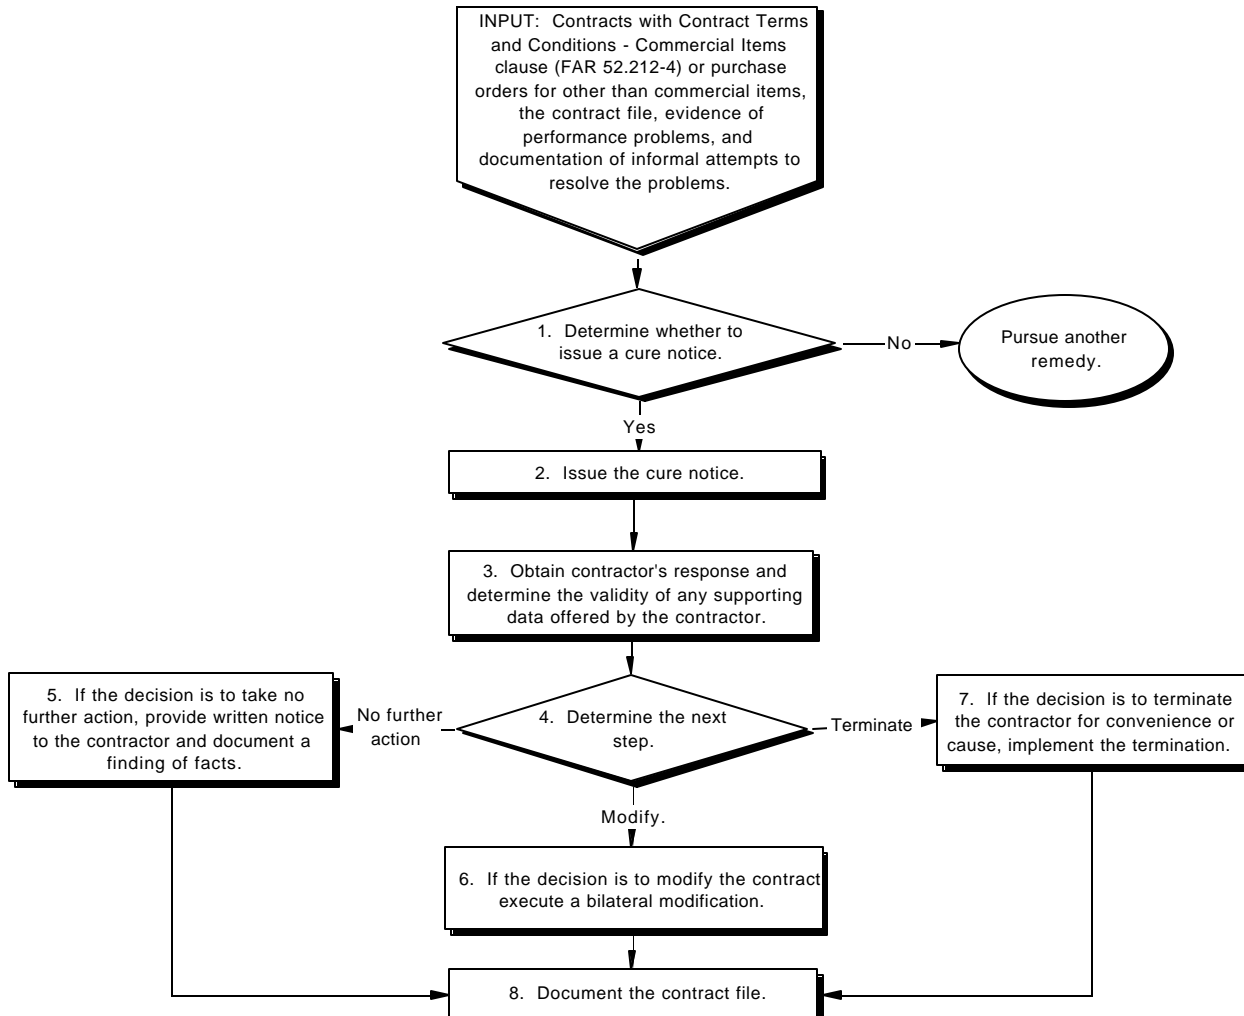 INPUT: Contracts with Contract Terms
and Conditions - Commercial Items
clause (FAR 52.212-4) or purchase
orders for other than commercial items,
the contract file, evidence of
performance problems, and
documentation of informal attempts to
resolve the problems.
1. Determine whether to
issue a cure notice.
No
Pursue another
remedy.
Yes
2. Issue the cure notice.
3. Obtain contractor's response and
determine the validity of any supporting
data offered by the contractor.
5. If the decision is to take no
further action, provide written notice
to the contractor and document a
finding of facts.
No further
action
4. Determine the next
step.
Terminate
7. If the decision is to terminate
the contractor for convenience or
cause, implement the termination.
Modify.
6. If the decision is to modify the contract
execute a bilateral modification.
8. Document the contract file.